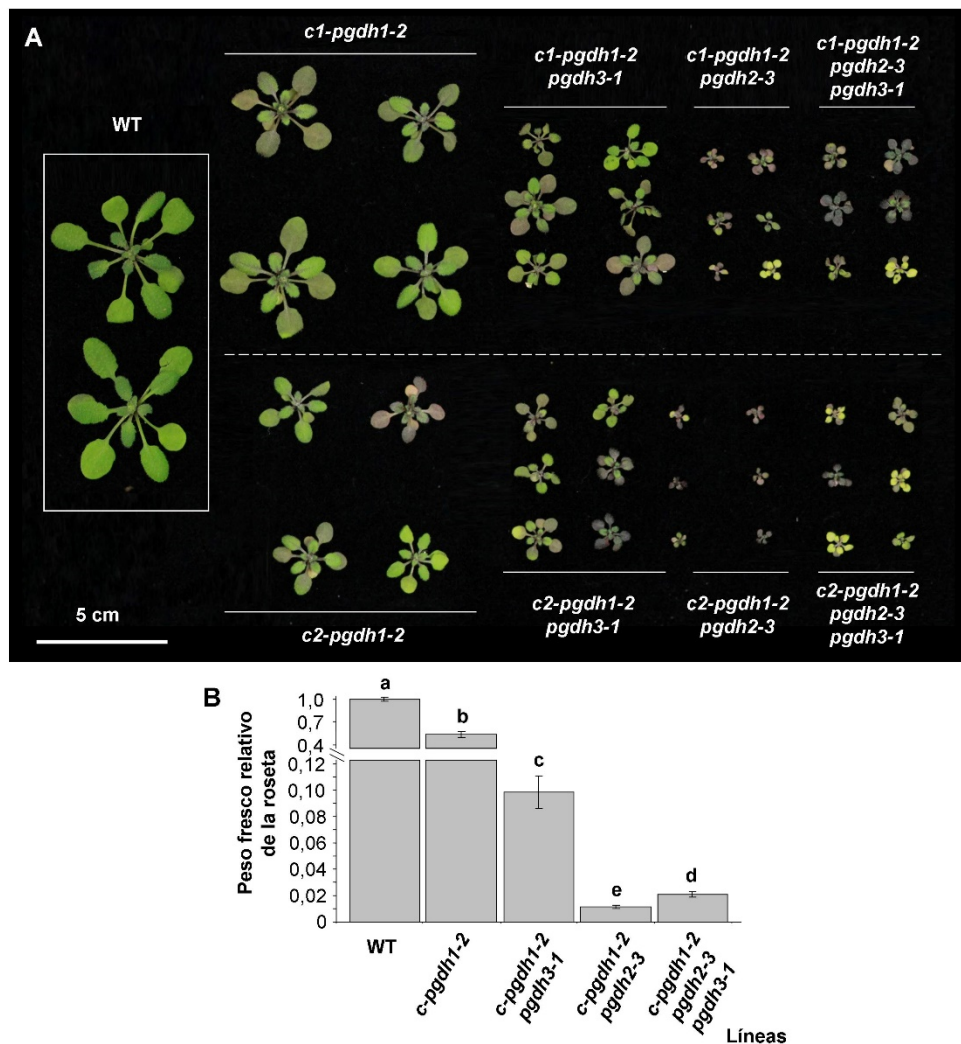 A
WT
c1-pgdh1-2
c1-pgdh1-2
pgdh3-1
c1-pgdh1-2
pgdh2-3
c1-pgdh1-2
pgdh2-3
pgdh3-1
5 cm
c2-pgdh1-2
c2-pgdh1-2
pgdh3-1
c2-pgdh1-2
pgdh2-3
c2-pgdh1-2
pgdh2-3
pgdh3-1
B
Peso fresco relativo
de la roseta
1,0
0,7
0,4
0,12
0,10
0,08
0,06
0,04
0,02
0
a
b
c
e
d
WT
c-pgdh1-2
c-pgdh1-2
pgdh3-1
c-pgdh1-2
pgdh2-3
c-pgdh1-2
pgdh2-3
pgdh3-1
Líneas